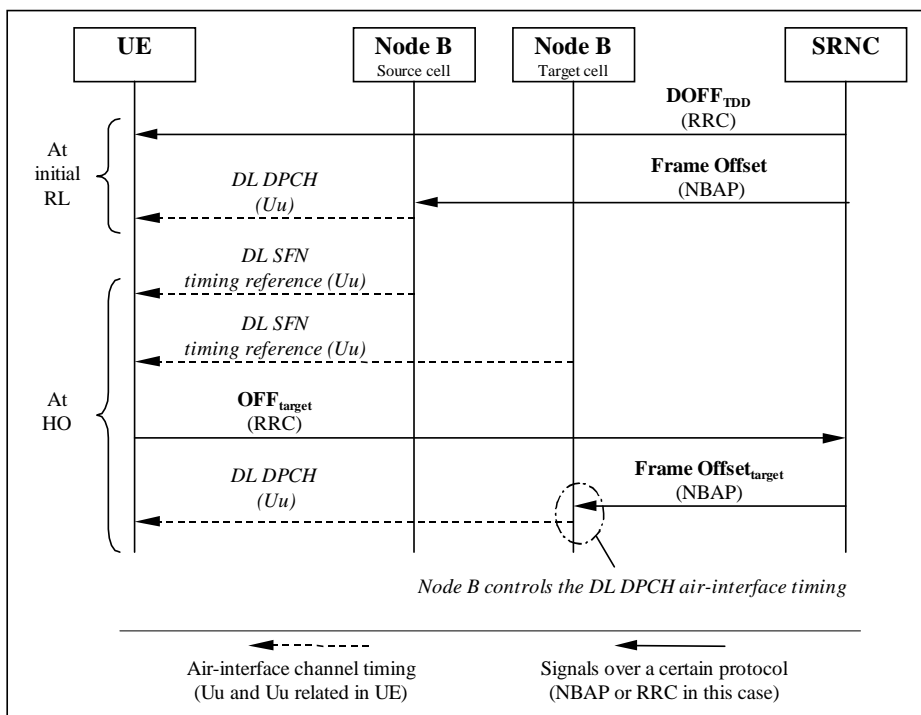 UE
Node B
Source cell
Node B
Target cell
SRNC
DOFF_TDD
(RRC)
At
initial
RL
Frame Offset
(NBAP)
DL DPCH
(Uu)
DL SFN
timing reference (Uu)
DL SFN
timing reference (Uu)
At
HO
OFF_target
(RRC)
Frame Offset_target
(NBAP)
DL DPCH
(Uu)
Node B controls the DL DPCH air-interface timing
Air-interface channel timing
(Uu and Uu related in UE)
Signals over a certain protocol
(NBAP or RRC in this case)